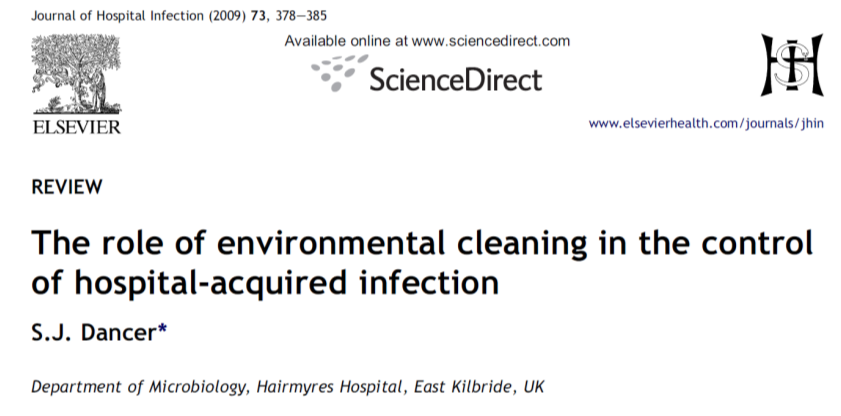 Journal of Hospital Infection (2009) 73, 378–385
Available online at www.sciencedirect.com
ScienceDirect
ELSEVIER
www.elsevierhealth.com/journals/jhin
REVIEW
The role of environmental cleaning in the control
of hospital-acquired infection
S.J. Dancer*
Department of Microbiology, Hairmyres Hospital, East Kilbride, UK